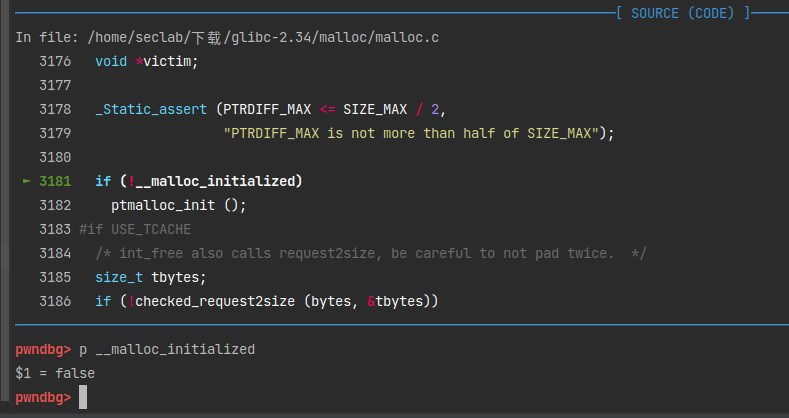 [ SOURCE (CODE) ]
In file: /home/seclab/下载/glibc-2.34/malloc/malloc.c
3176   void *victim;
3177
3178   _Static_assert (PTRDIFF_MAX <= SIZE_MAX / 2,
3179                   "PTRDIFF_MAX is not more than half of SIZE_MAX");
3180
► 3181   if (!__malloc_initialized)
3182     ptmalloc_init ();
3183 #if USE_TCACHE
3184   /* int_free also calls request2size, be careful to not pad twice.  */
3185   size_t tbytes;
3186   if (!checked_request2size (bytes, &tbytes))
pwndbg> p __malloc_initialized
$1 = false
pwndbg>